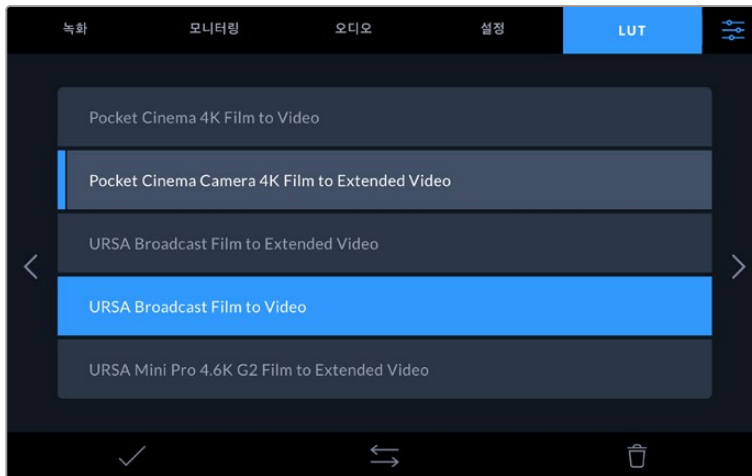 녹화 모니터링 오디오 설정 LUT
Pocket Cinema 4K Film to Video
Pocket Cinema Camera 4K Film to Extended Video
URSA Broadcast Film to Extended Video
URSA Broadcast Film to Video
URSA Mini Pro 4.6K G2 Film to Extended Video